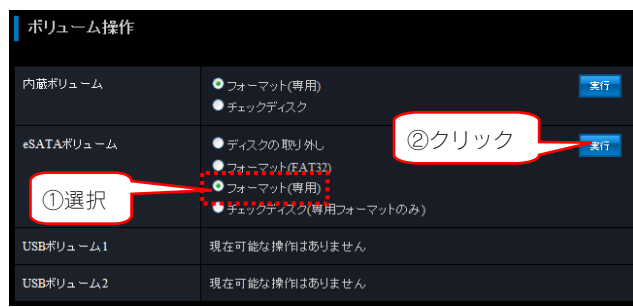 ボリューム操作
内蔵ボリューム
フォーマット(専用)
実行
チェックディスク
eSATAボリューム
ディスクの取り外し
②クリック
実行
フォーマット(FAT32)
①選択
フォーマット(専用)
チェックディスク(専用フォーマットのみ)
USBボリューム1
現在可能な操作はありません
USBボリューム2
現在可能な操作はありません